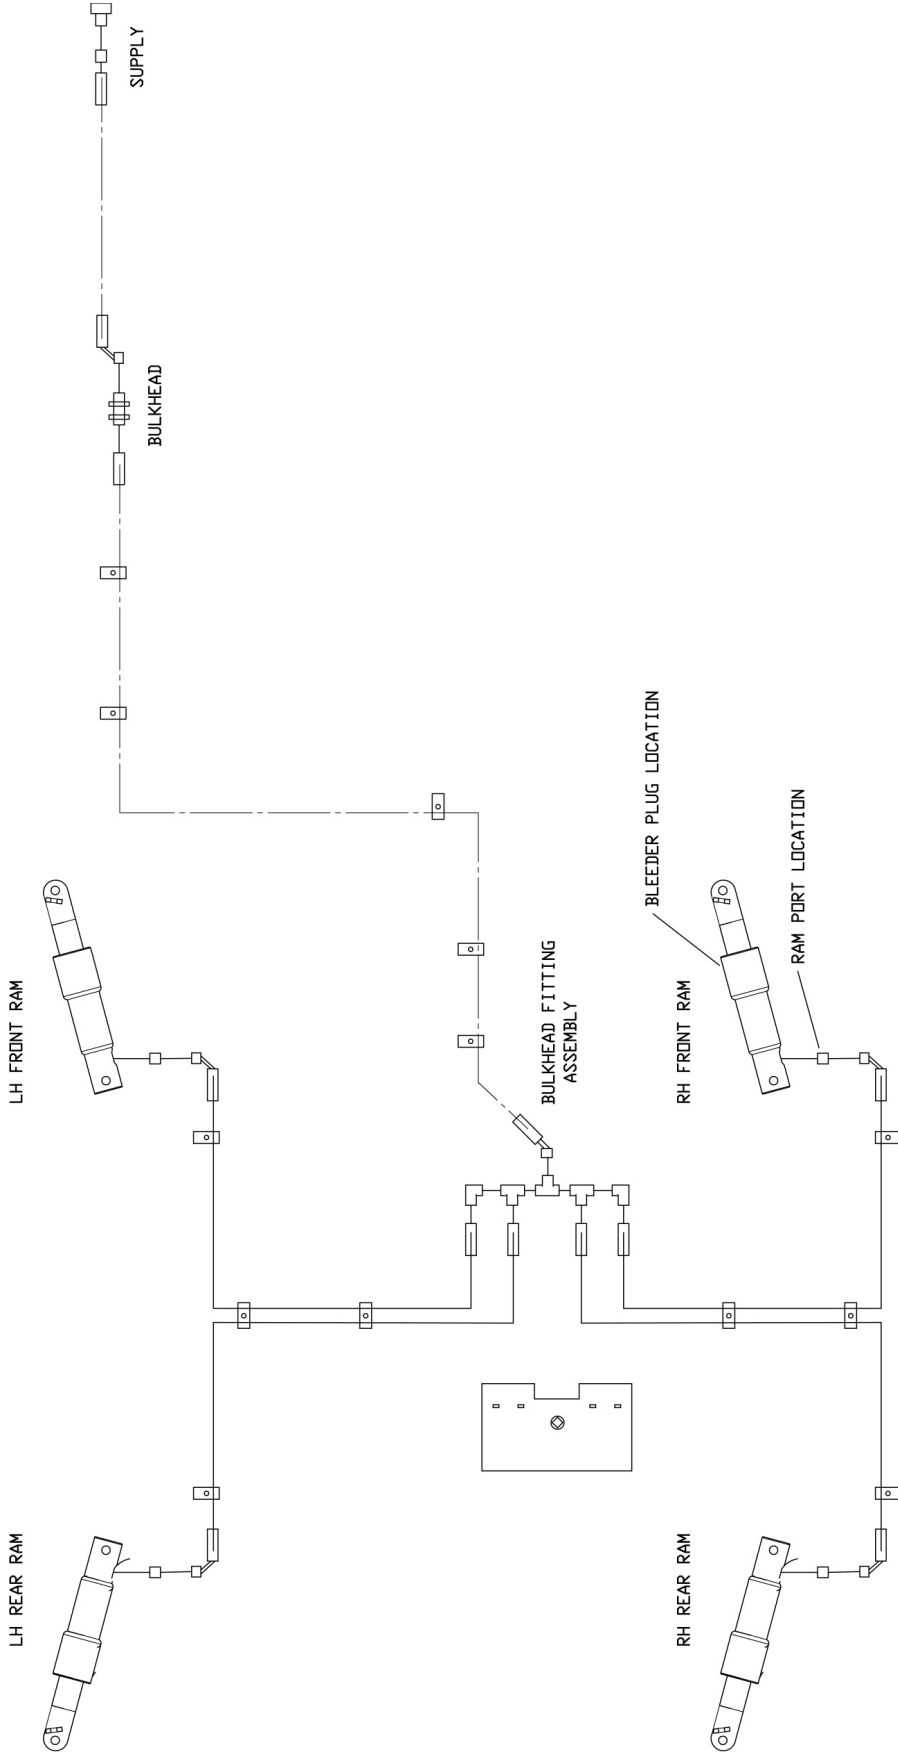 SUPPLY
BULKHEAD
LH FRONT RAM
BLEEDER PLUG LOCATION
RAM PORT LOCATION
BULKHEAD FITTING
ASSEMBLY
RH FRONT RAM
LH REAR RAM
RH REAR RAM